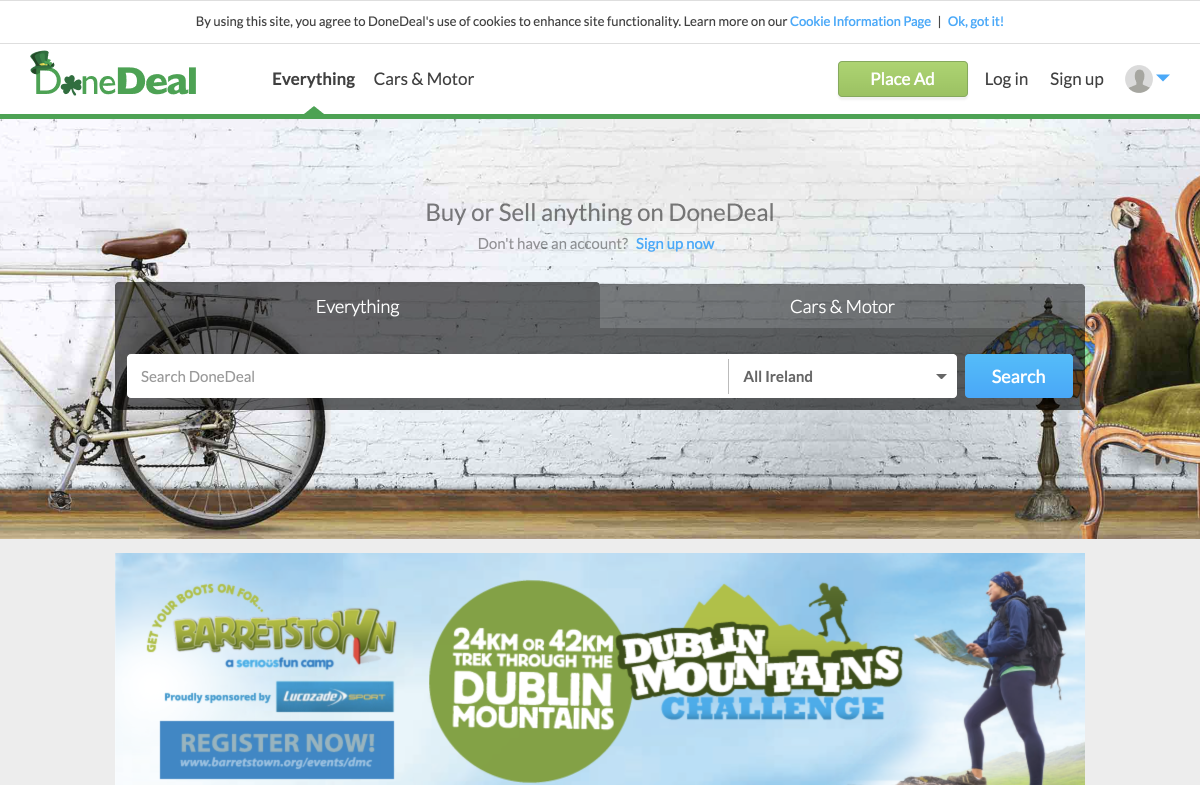 By using this site, you agree to DoneDeal's use of cookies to enhance site functionality. Learn more on our Cookie Information Page | Ok, got it!
DoneDeal
Everything
Cars & Motor
Place Ad
Log in
Sign up
Buy or Sell anything on DoneDeal
Don't have an account? Sign up now
Everything
Cars & Motor
Search DoneDeal
All Ireland
Search
GET YOUR BOOTS ON FOR...
BARRETSTOWN
a seriousfun camp
Proudly sponsored by
Lucozade SPORT
REGISTER NOW!
www.barretstown.org/events/dmc
24KM OR 42KM
TREK THROUGH THE
DUBLIN
MOUNTAINS
DUBLIN
MOUNTAINS
CHALLENGE